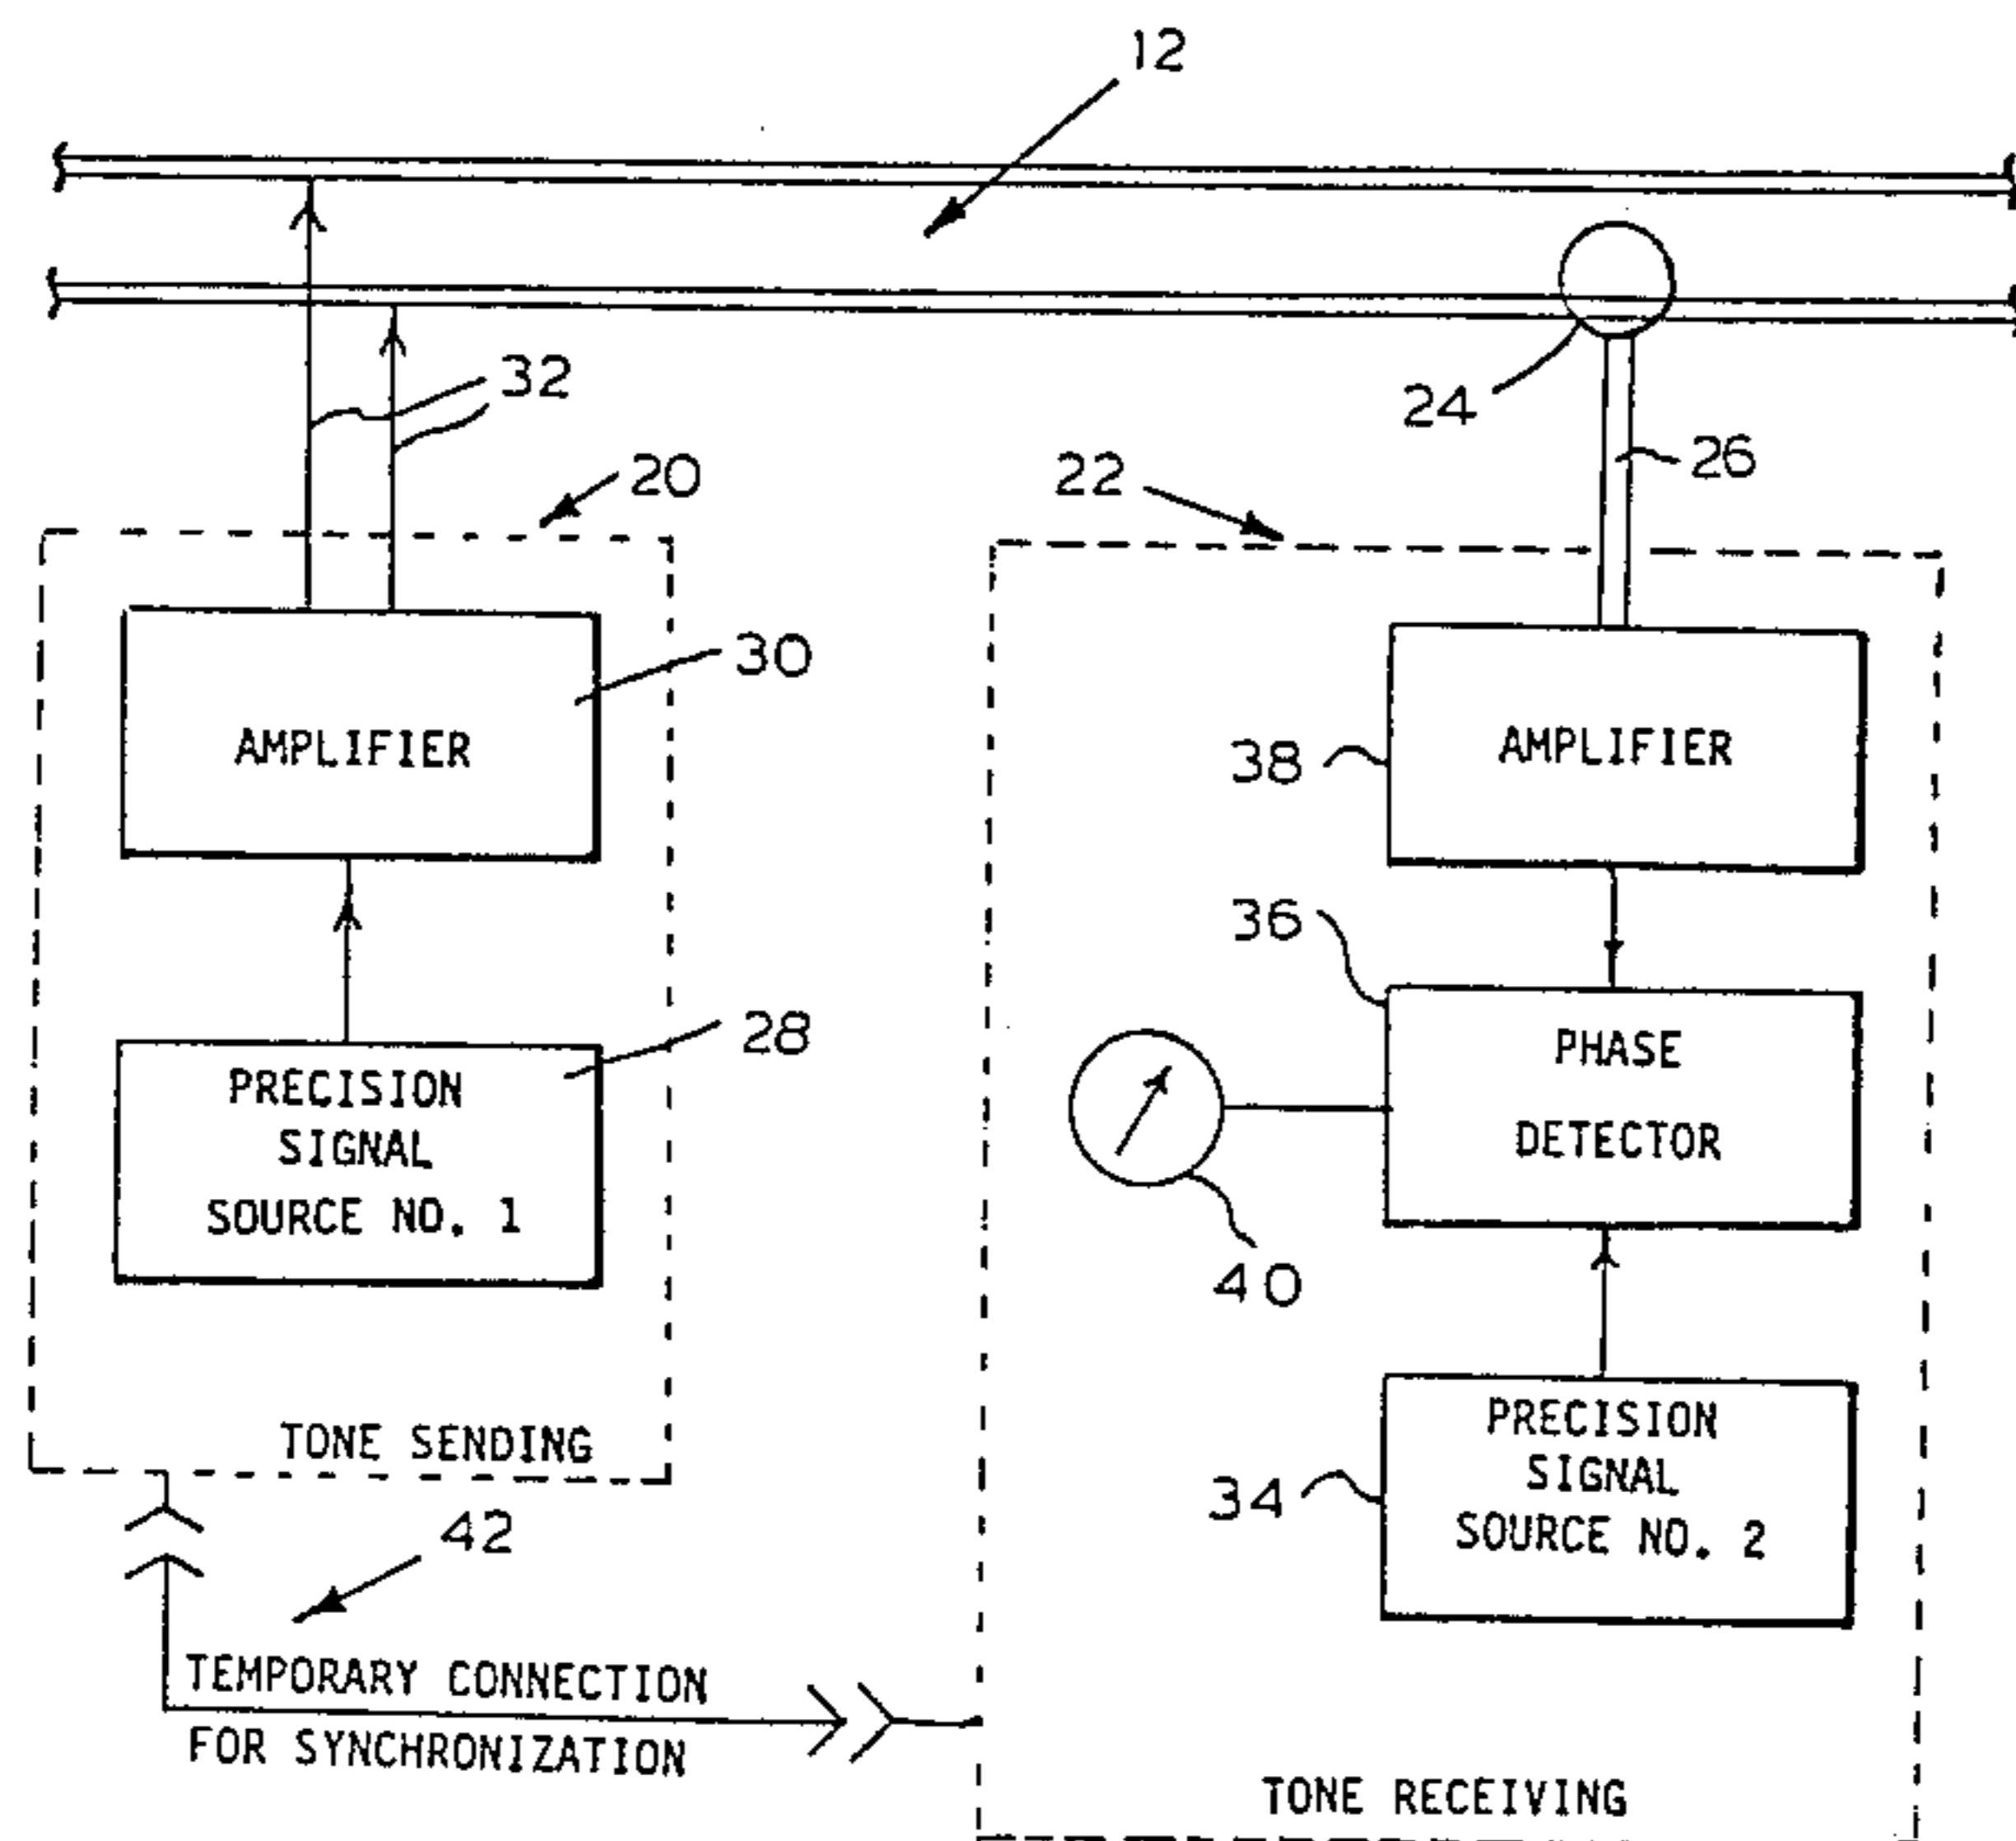 12
32
24
26
20
22
30
AMPLIFIER
38
AMPLIFIER
36
28
PRECISION
SIGNAL
SOURCE NO. 1
PHASE
DETECTOR
40
TONE SENDING
34
PRECISION
SIGNAL
SOURCE NO. 2
42
TEMPORARY CONNECTION
FOR SYNCHRONIZATION
TONE RECEIVING